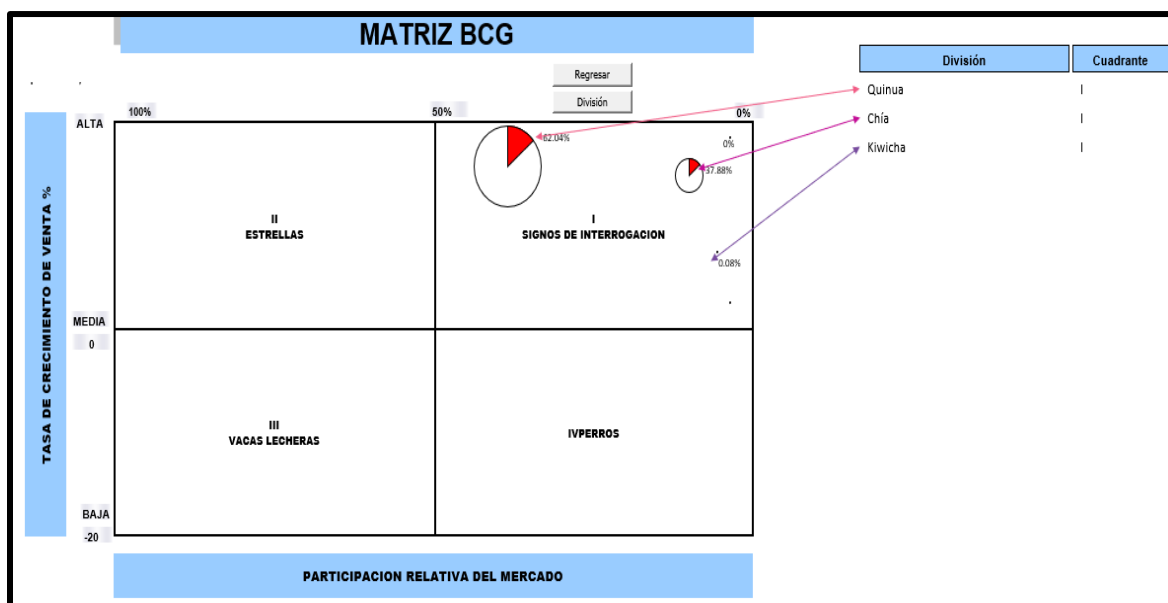 MATRIZ BCG
División Cuadrante
Regresar
Quinua I
División
100% 50% 0%
ALTA
Chía I
62.04%
0%
Kiwicha I
37.88%
II
ESTRELLAS
I
SIGNOS DE INTERROGACION
0.08%
TASA DE CRECIMIENTO DE VENTA %
MEDIA
0
III
VACAS LECHERAS
IVPERROS
BAJA
-20
PARTICIPACION RELATIVA DEL MERCADO